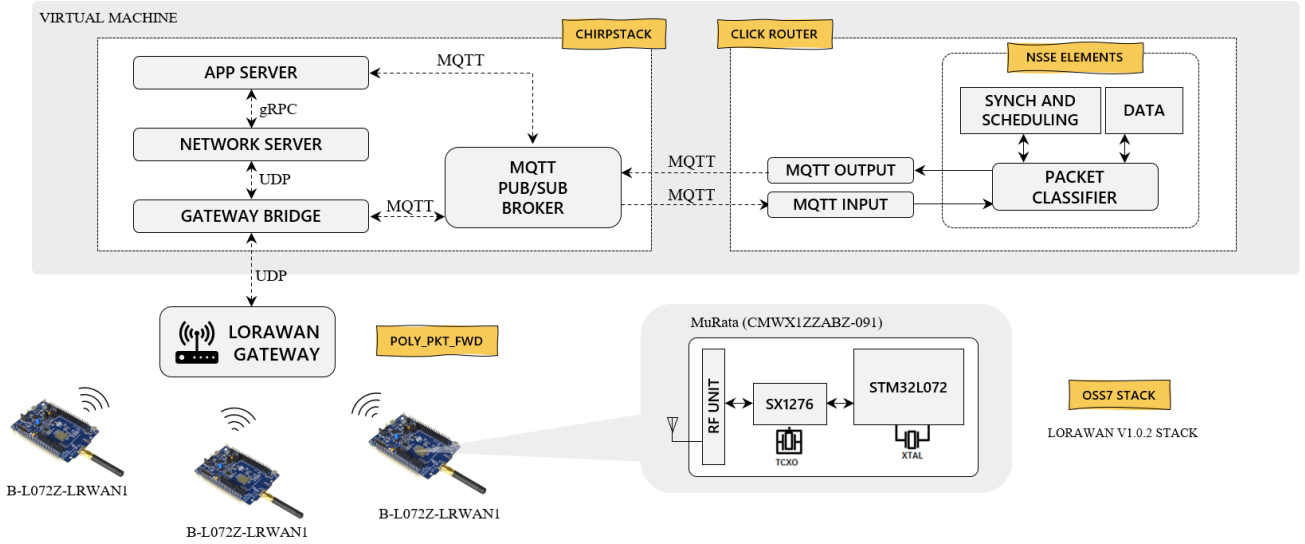 VIRTUAL MACHINE
CHIRPSTACK
CLICK ROUTER
APP SERVER
MQTT
gRPC
NETWORK SERVER
UDP
GATEWAY BRIDGE
MQTT
MQTT
PUB/SUB
BROKER
MQTT
MQTT
MQTT OUTPUT
MQTT INPUT
NSSE ELEMENTS
SYNCH AND
SCHEDULING
DATA
PACKET
CLASSIFIER
UDP
LORAWAN
GATEWAY
POLY_PKT_FWD
MuRata (CMWX1ZZABZ-091)
RF UNIT
SX1276
TCXO
STM32L072
XTAL
OSS7 STACK
LORAWAN V1.0.2 STACK
B-L072Z-LRWAN1
B-L072Z-LRWAN1
B-L072Z-LRWAN1